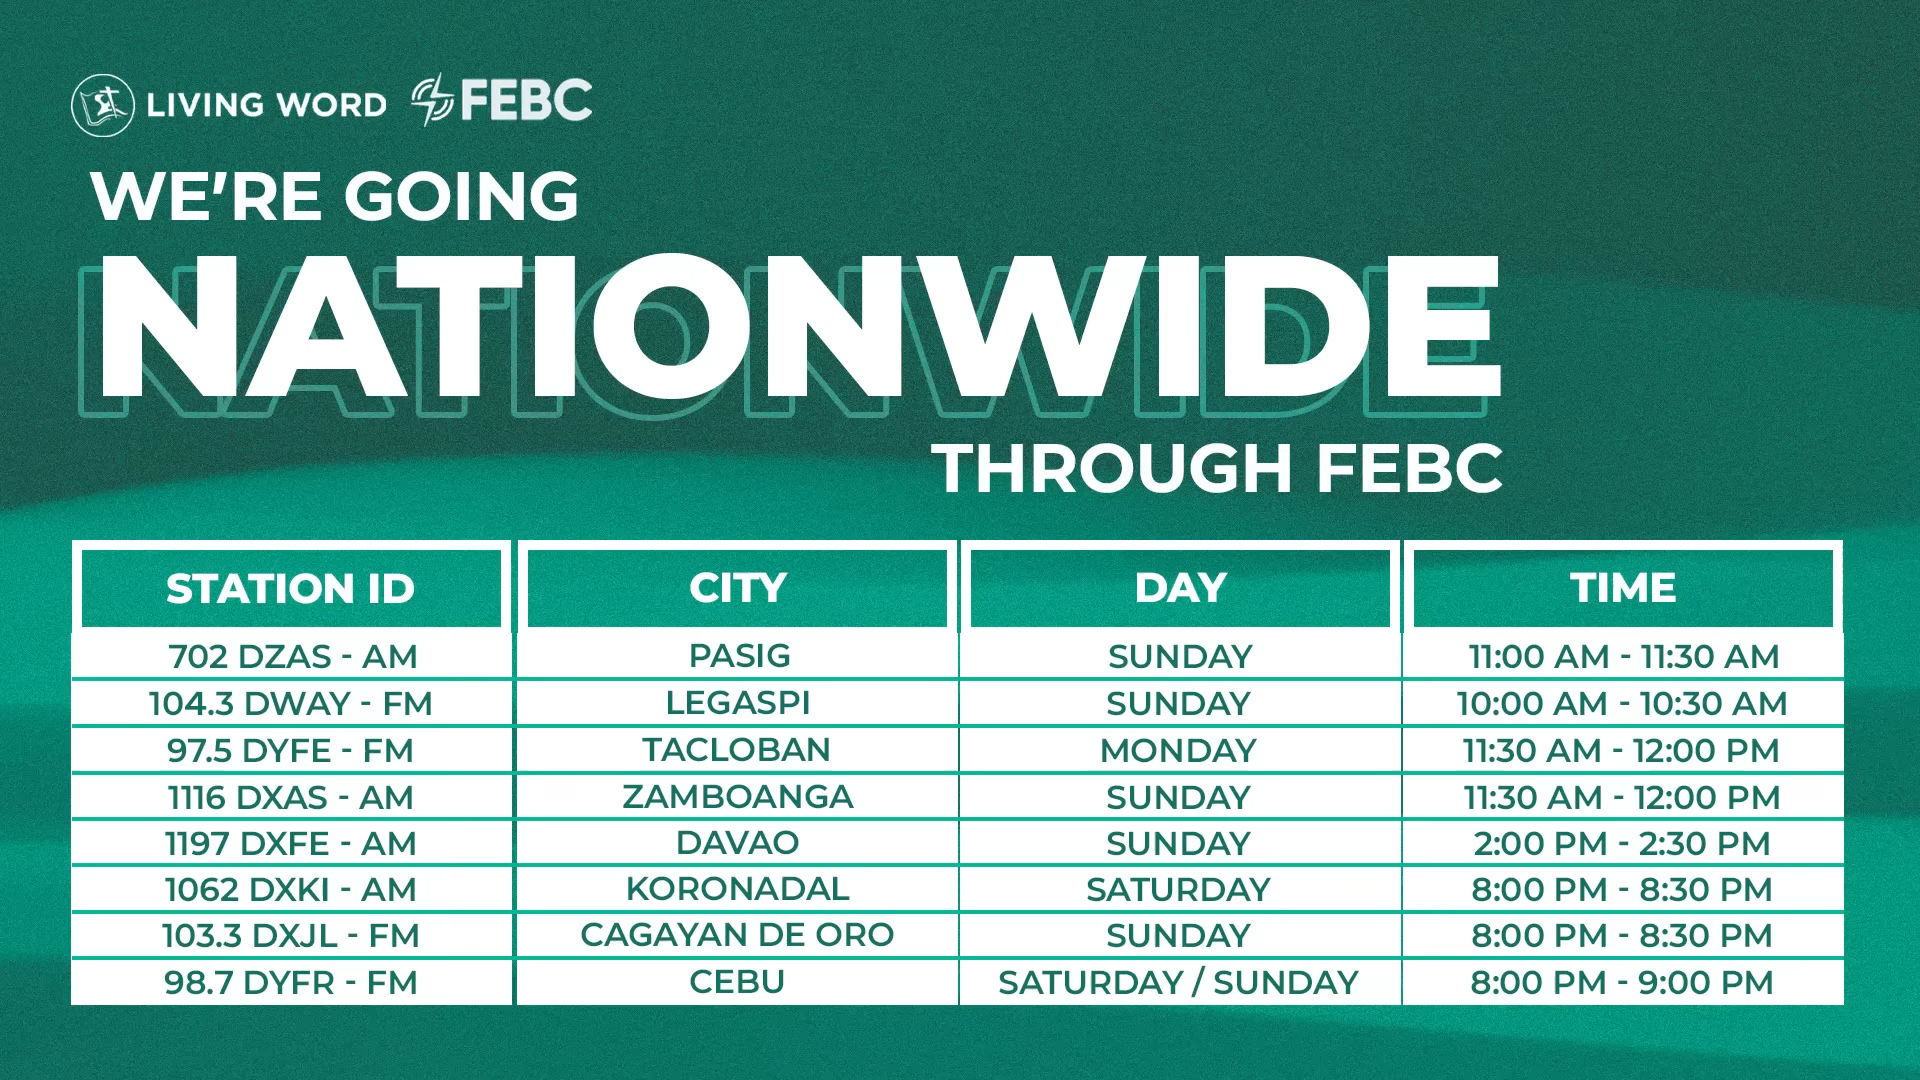 LIVING WORD FEBC
WE'RE GOING
NATIONWIDE
THROUGH FEBC
STATION ID CITY DAY TIME
702 DZAS - AM PASIG SUNDAY 11:00 AM - 11:30 AM
104.3 DWAY - FM LEGASPI SUNDAY 10:00 AM - 10:30 AM
97.5 DYFE - FM TACLOBAN MONDAY 11:30 AM - 12:00 PM
1116 DXAS - AM ZAMBOANGA SUNDAY 11:30 AM - 12:00 PM
1197 DXFE - AM DAVAO SUNDAY 2:00 PM - 2:30 PM
1062 DXKI - AM KORONADAL SATURDAY 8:00 PM - 8:30 PM
103.3 DXJL - FM CAGAYAN DE ORO SUNDAY 8:00 PM - 8:30 PM
98.7 DYFR - FM CEBU SATURDAY / SUNDAY 8:00 PM - 9:00 PM